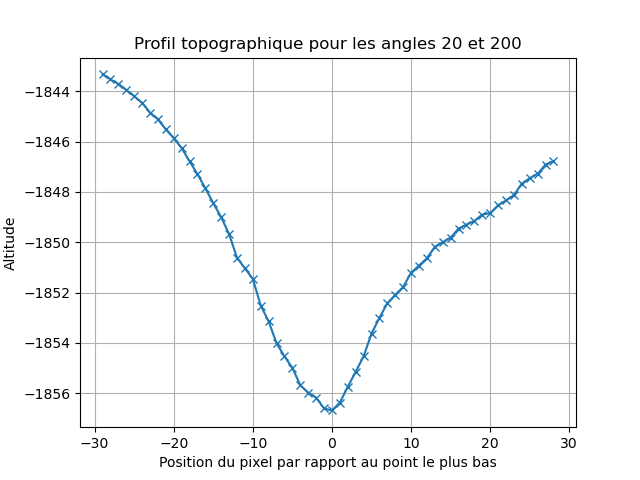 Profil topographique pour les angles 20 et 200
−1844
−1846
−1848
−1850
−1852
−1854
−1856
Altitude
−30 −20 −10 0 10 20 30
Position du pixel par rapport au point le plus bas